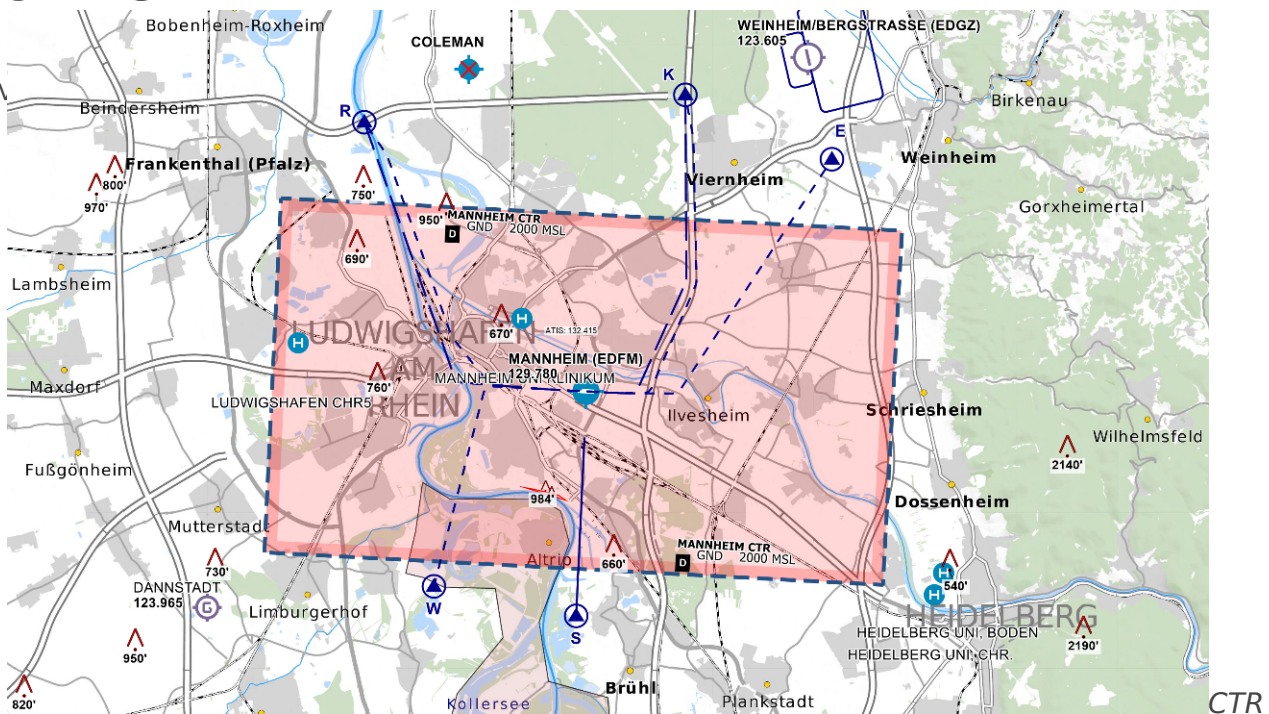 Bobenheim-Roxheim
WEINHEIM/BERGSTRASSE (EDGZ)
123.605
COLEMAN
K
Beindersheim
Birkenau
R
E
Frankenthal (Pfalz)
Weinheim
800'
750'
Viernheim
970'
Gorxheimertal
950'
MANNHEIM CTR
GND 2000 MSL
D
690'
Lambsheim
H
670'
ATIS: 132.415
LUDWIGSHAFEN
AM
RHEIN
H
MANNHEIM (EDFM)
129.780
MANNHEIM UNI KLINIKUM
760'
Maxdorf
LUDWIGSHAFEN CHR5
Ilvesheim
Schriesheim
Wilhelmsfeld
2140'
Fußgönheim
984'
Dossenheim
Mutterstadt
MANNHEIM CTR
GND 2000 MSL
D
Altrip
660'
730'
DANNSTADT
123.965
G
H
540'
H
Limburgerhof
W
S
HEIDELBERG
HEIDELBERG UNI, BODEN
HEIDELBERG UNI, CHR.
2190'
950'
Brühl
820'
Kollersee
Plankstadt
CTR